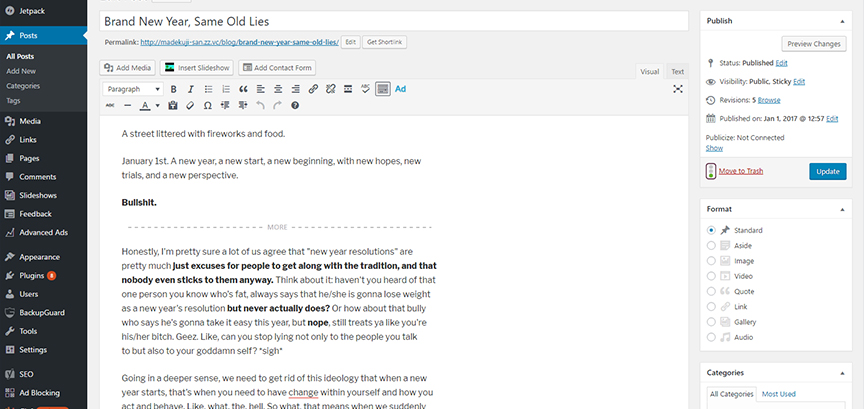 Jetpack
Posts
All Posts
Add New
Categories
Tags
Media
Links
Pages
Comments
Slideshows
Feedback
Advanced Ads
Appearance
Plugins 8
Users
BackupGuard
Tools
Settings
SEO
Ad Blocking
Brand New Year, Same Old Lies
Permalink: http://madekuji-san.zz.vc/blog/brand-new-year-same-old-lies/ Edit Get Shortlink
Add Media Insert Slideshow Add Contact Form
Visual Text
Paragraph B I ABC Ad
ABC A Ω ?
A street littered with fireworks and food.
January 1st. A new year, a new start, a new beginning, with new hopes, new
trials, and a new perspective.
Bullshit.
MORE
Honestly, I'm pretty sure a lot of us agree that "new year resolutions" are
pretty much just excuses for people to get along with the tradition, and that
nobody even sticks to them anyway. Think about it: haven't you heard of that
one person you know who's fat, always says that he/she is gonna lose weight
as a new year's resolution but never actually does? Or how about that bully
who says he's gonna take it easy this year, but nope, still treats ya like you're
his/her bitch. Geez. Like, can you stop lying not only to the people you talk
to but also to your goddamn self? *sigh*
Going in a deeper sense, we need to get rid of this ideology that when a new
year starts, that's when you need to have change within yourself and how you
act and behave. Like, what, the, hell. So what, that means when we suddenly
Publish
Preview Changes
Status: Published Edit
Visibility: Public, Sticky Edit
Revisions: 5 Browse
Published on: Jan 1, 2017 @ 12:57 Edit
Publicize: Not Connected
Show
Move to Trash Update
Format
Standard
Aside
Image
Video
Quote
Link
Gallery
Audio
Categories
All Categories Most Used